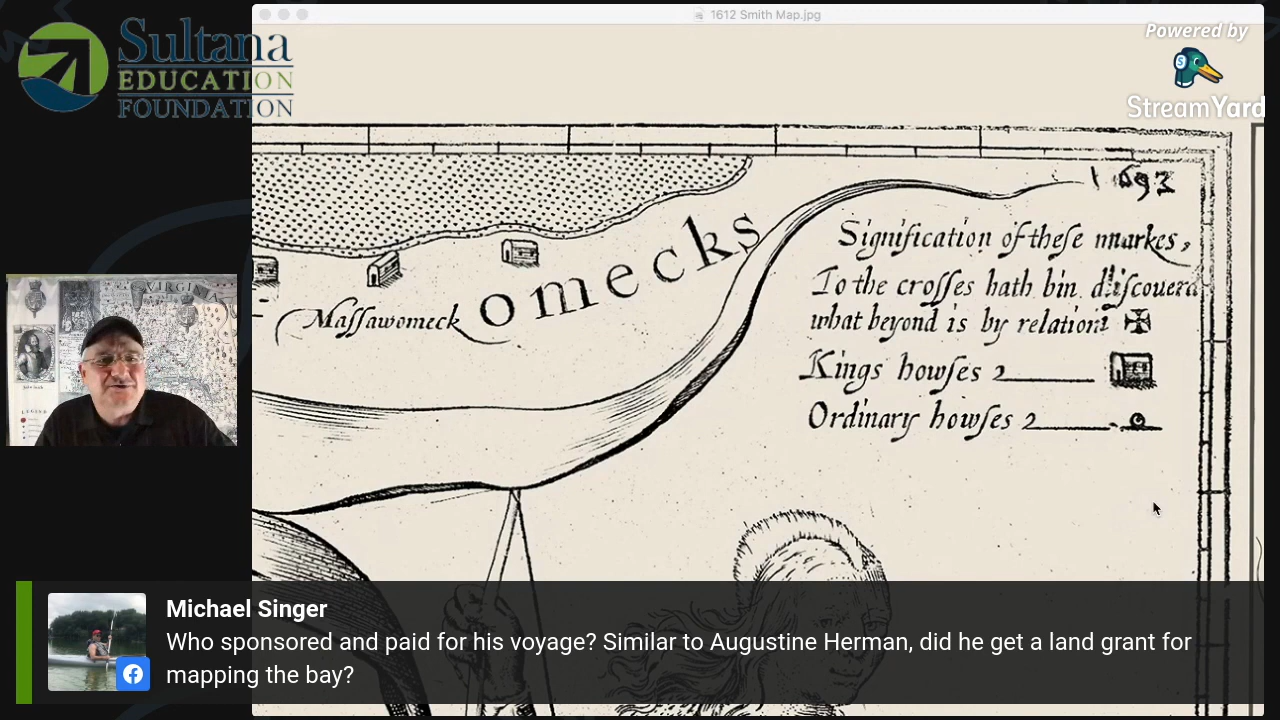 1612 Smith Map.jpg
Sultana
EDUCATION
FOUNDATION
Powered by
StreamYard
1693
Signification of these markes,
To the crosses hath bin discouerd
what beyond is by relation
Kings howses
Ordinary howses
omecks
Massawomeck
VIRGINIA
Michael Singer
Who sponsored and paid for his voyage? Similar to Augustine Herman, did he get a land grant for
mapping the bay?